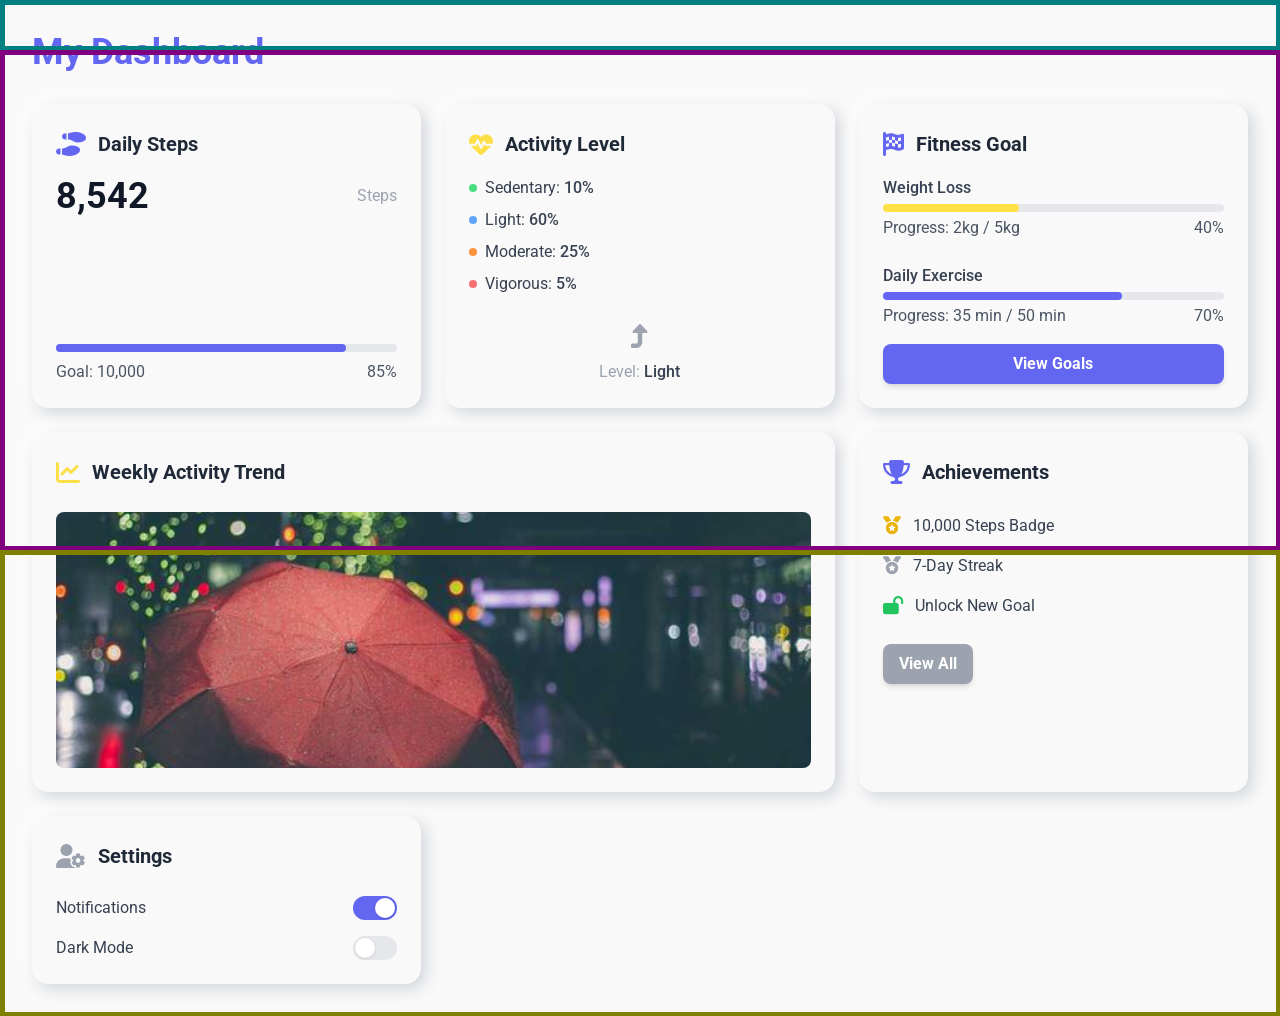 My Dashboard
Daily Steps
8,542
Steps
Goal: 10,000
85%
Activity Level
Sedentary: 10%
Light: 60%
Moderate: 25%
Vigorous: 5%
Level: Light
Fitness Goal
Weight Loss
Progress: 2kg / 5kg
40%
Daily Exercise
Progress: 35 min / 50 min
70%
View Goals
Weekly Activity Trend
Achievements
10,000 Steps Badge
7-Day Streak
Unlock New Goal
View All
Settings
Notifications
Dark Mode